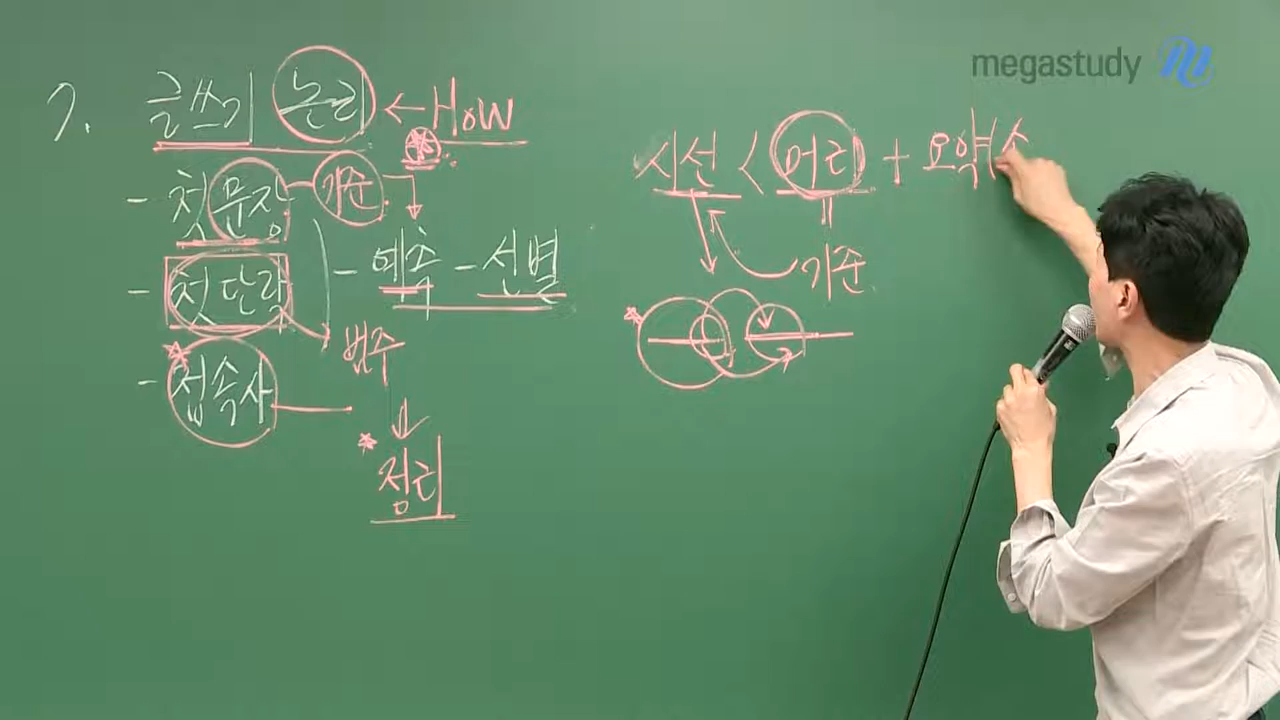 megastudy
7. 글쓰기 논리 ← HOW
- 첫 문장 - 기준
- 첫 단락
- 예측 - 선별
범주
- 접속사
정리
시선 < 머리 + 요약
기준